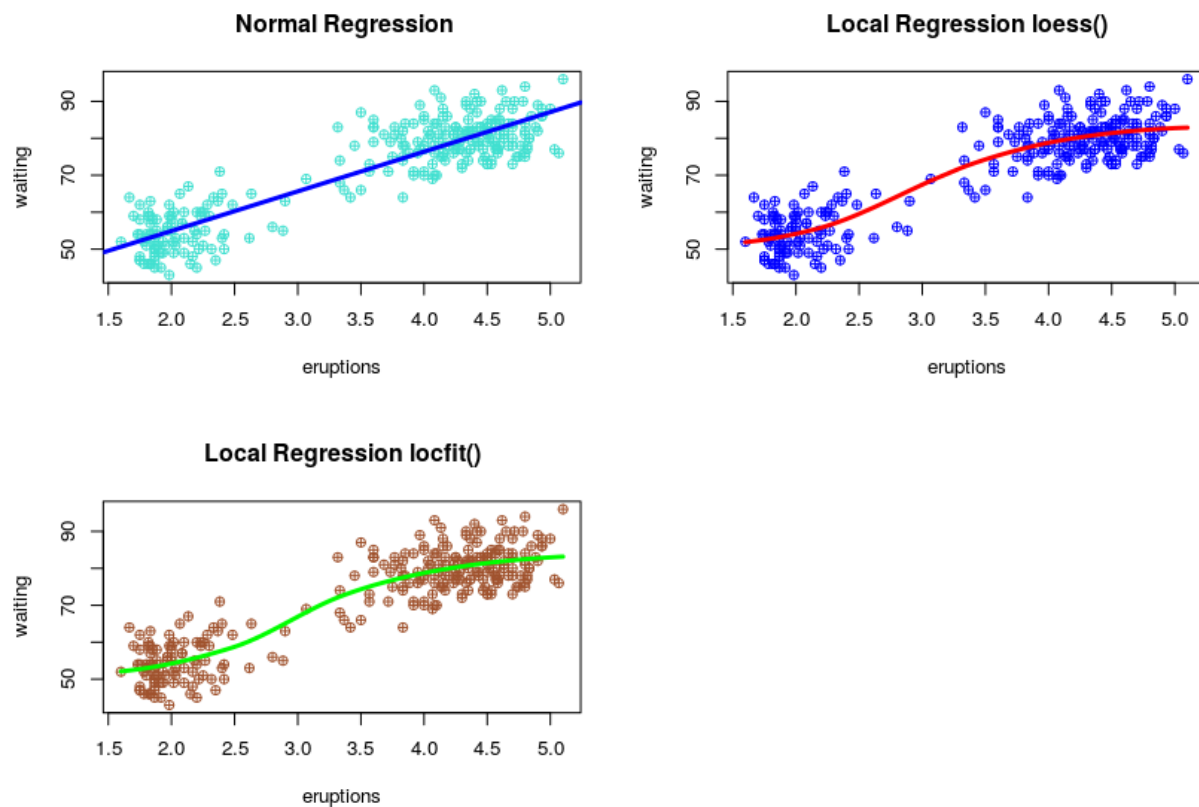 Normal Regression
waiting
90
70
50
1.5 2.0 2.5 3.0 3.5 4.0 4.5 5.0
eruptions
Local Regression loess()
waiting
90
70
50
1.5 2.0 2.5 3.0 3.5 4.0 4.5 5.0
eruptions
Local Regression locfit()
waiting
90
70
50
1.5 2.0 2.5 3.0 3.5 4.0 4.5 5.0
eruptions